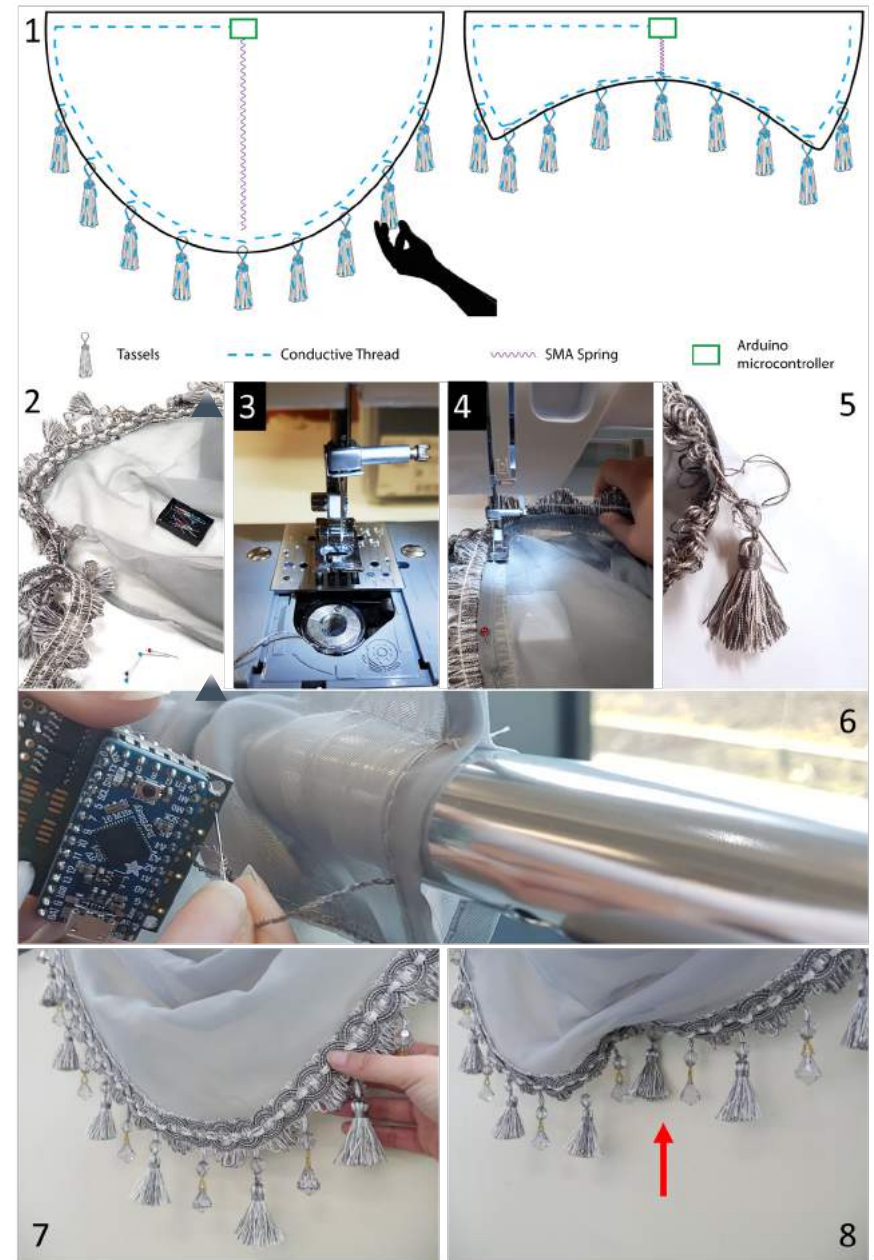 1
Tassels
Conductive Thread
SMA Spring
Arduino
microcontroller
2
3
4
5
6
7
8